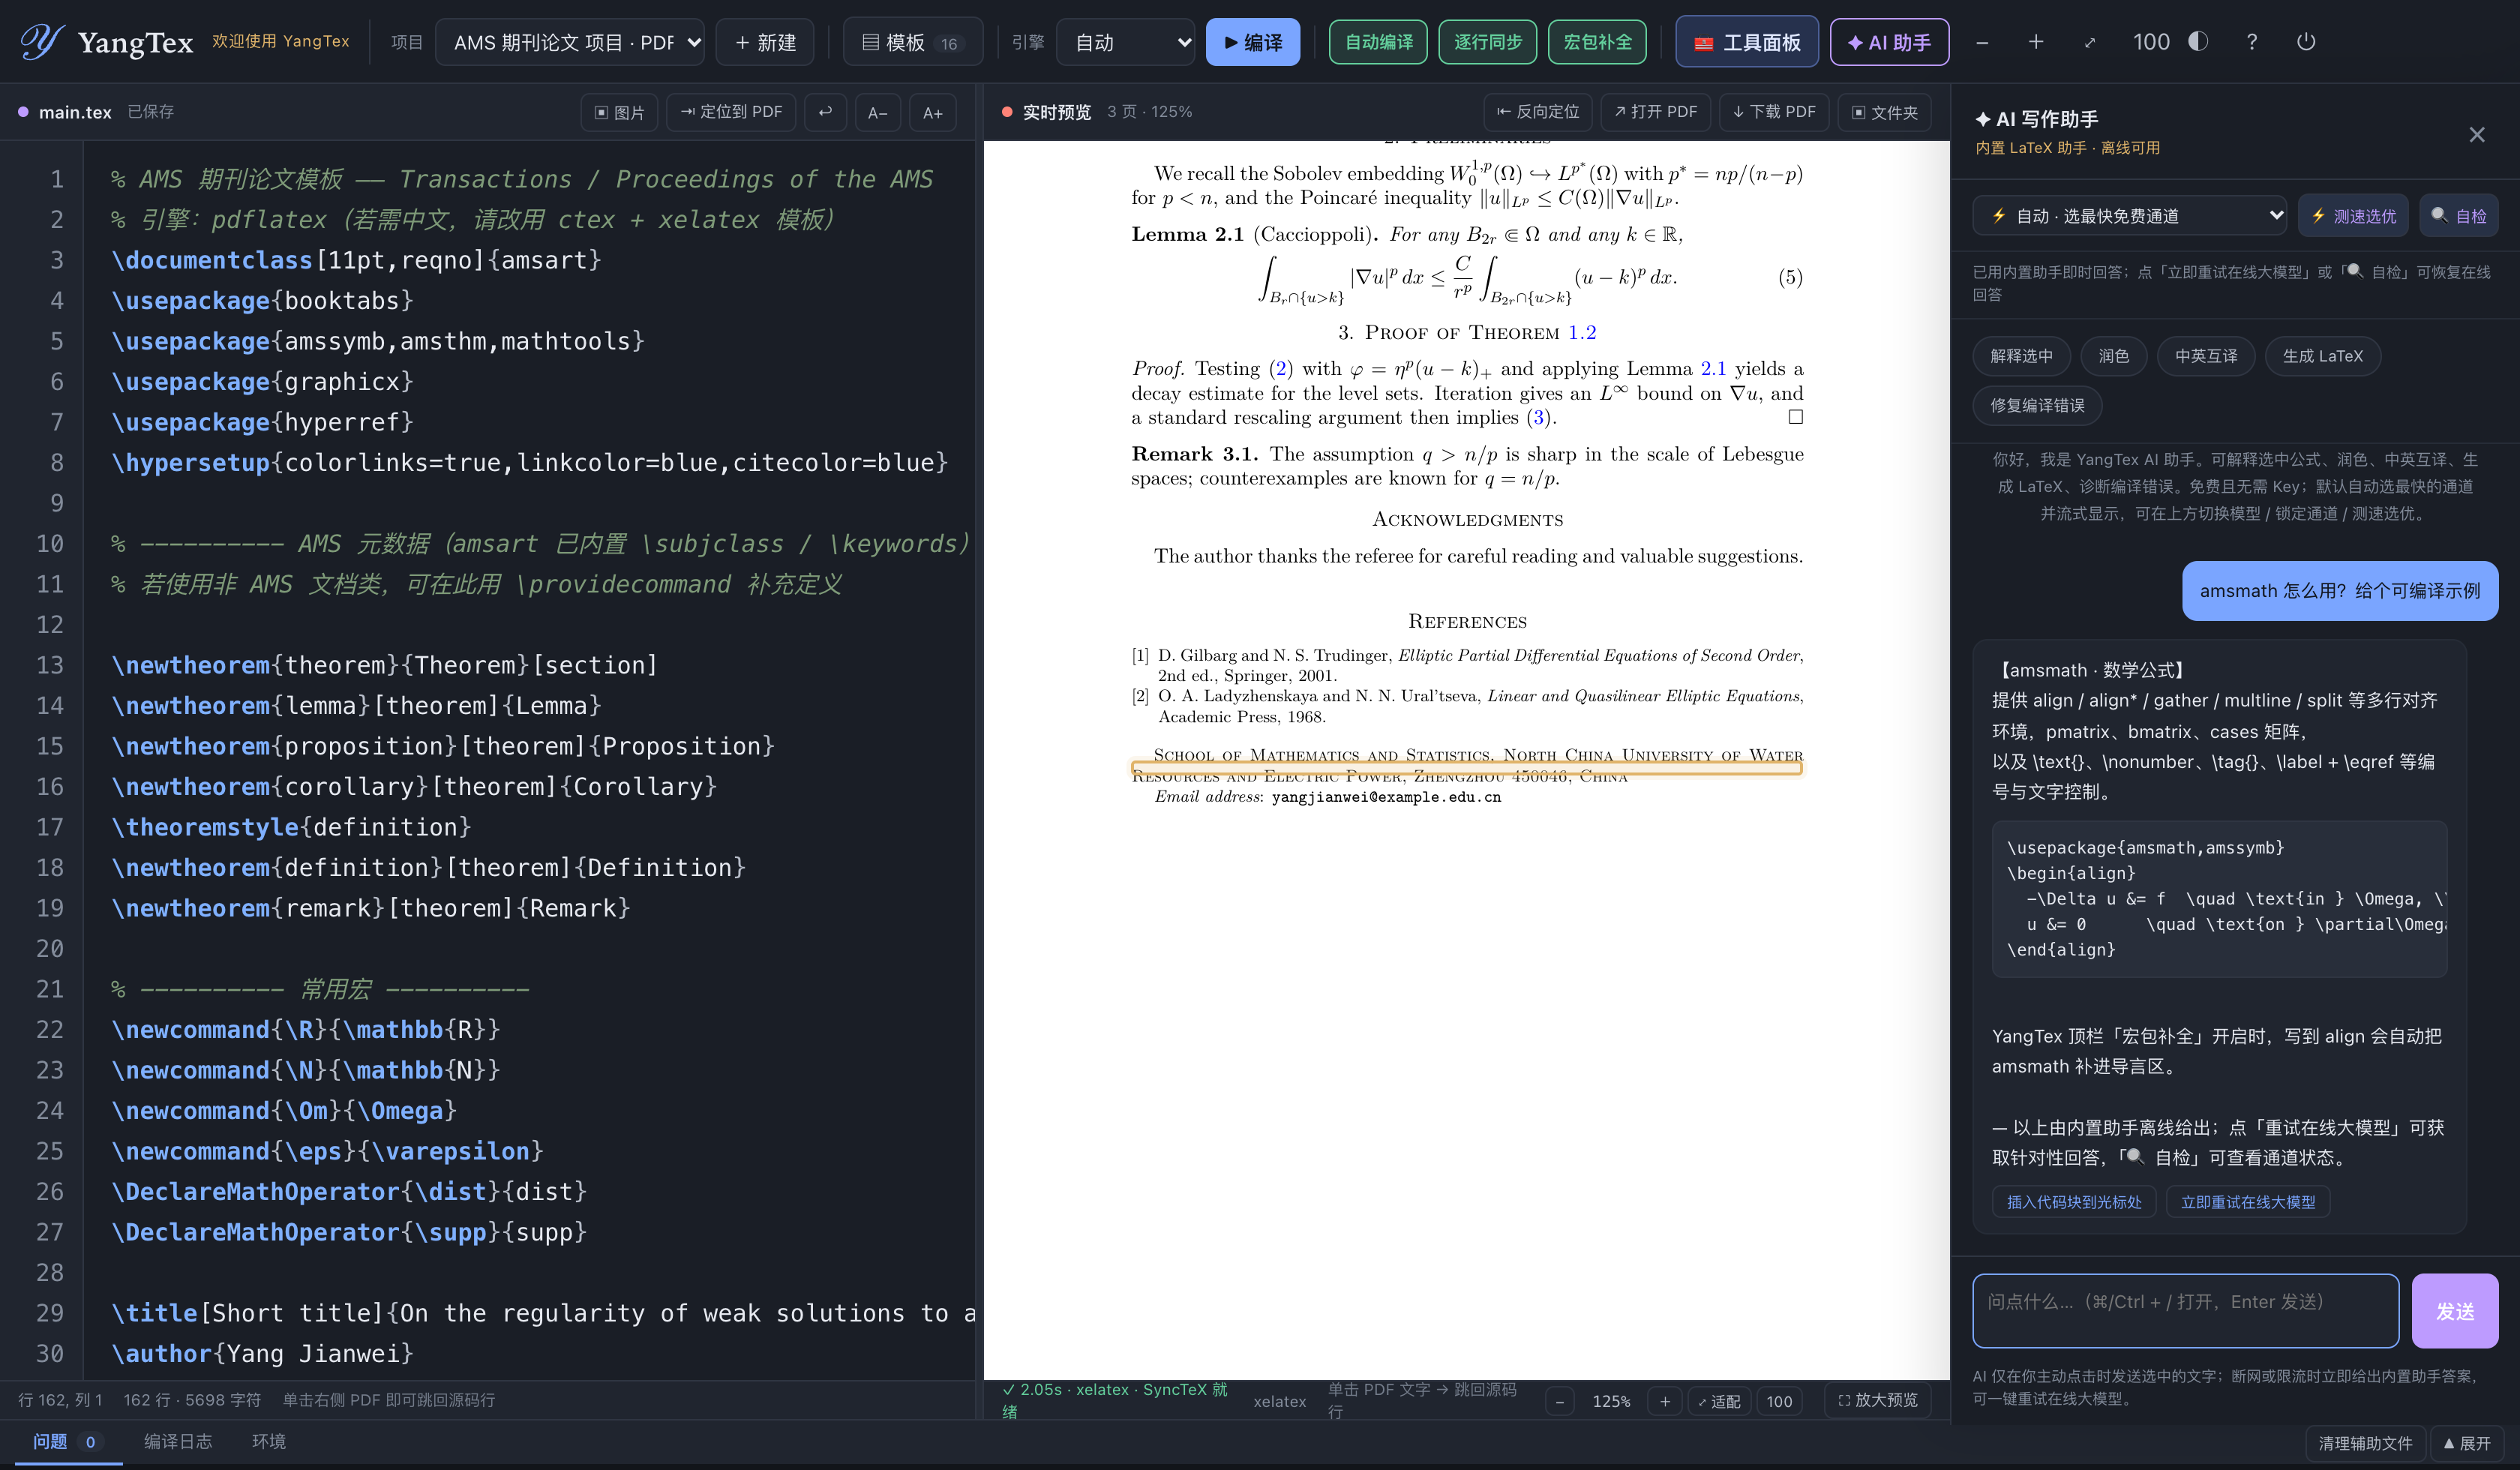 YangTex 欢迎使用 YangTex 项目 AMS 期刊论文 项目 · PDF + 新建 模板 16 引擎 自动 ▶ 编译 自动编译 逐行同步 宏包补全 工具面板 ✦ AI 助手 − + ⤢ 100 ?
main.tex 已保存 图片 ⇥ 定位到 PDF ↩ A− A+
1 % AMS 期刊论文模板 —— Transactions / Proceedings of the AMS
2 % 引擎：pdflatex（若需中文，请改用 ctex + xelatex 模板）
3 \documentclass[11pt,reqno]{amsart}
4 \usepackage{booktabs}
5 \usepackage{amssymb,amsthm,mathtools}
6 \usepackage{graphicx}
7 \usepackage{hyperref}
8 \hypersetup{colorlinks=true,linkcolor=blue,citecolor=blue}
9
10 % ---------- AMS 元数据（amsart 已内置 \subjclass / \keywords）
11 % 若使用非 AMS 文档类，可在此用 \providecommand 补充定义
12
13 \newtheorem{theorem}{Theorem}[section]
14 \newtheorem{lemma}[theorem]{Lemma}
15 \newtheorem{proposition}[theorem]{Proposition}
16 \newtheorem{corollary}[theorem]{Corollary}
17 \theoremstyle{definition}
18 \newtheorem{definition}[theorem]{Definition}
19 \newtheorem{remark}[theorem]{Remark}
20
21 % ---------- 常用宏 ----------
22 \newcommand{\R}{\mathbb{R}}
23 \newcommand{\N}{\mathbb{N}}
24 \newcommand{\Om}{\Omega}
25 \newcommand{\eps}{\varepsilon}
26 \DeclareMathOperator{\dist}{dist}
27 \DeclareMathOperator{\supp}{supp}
28
29 \title[Short title]{On the regularity of weak solutions to a
30 \author{Yang Jianwei}
行 162, 列 1 162 行 · 5698 字符 单击右侧 PDF 即可跳回源码行
实时预览 3 页 · 125% ⇤ 反向定位 ↗ 打开 PDF ↓ 下载 PDF 文件夹
2. Preliminaries
We recall the Sobolev embedding W_0^{1,p}(Ω) ↪ L^{p*}(Ω) with p* = np/(n−p)
for p < n, and the Poincaré inequality ‖u‖_{L^p} ≤ C(Ω)‖∇u‖_{L^p}.
Lemma 2.1 (Caccioppoli). For any B_{2r} ⋐ Ω and any k ∈ ℝ,
∫_{B_r∩{u>k}} |∇u|^p dx ≤ C/r^p ∫_{B_{2r}∩{u>k}} (u − k)^p dx. (5)
3. Proof of Theorem 1.2
Proof. Testing (2) with φ = η^p(u − k)_+ and applying Lemma 2.1 yields a
decay estimate for the level sets. Iteration gives an L^∞ bound on ∇u, and
a standard rescaling argument then implies (3). □
Remark 3.1. The assumption q > n/p is sharp in the scale of Lebesgue
spaces; counterexamples are known for q = n/p.
Acknowledgments
The author thanks the referee for careful reading and valuable suggestions.
References
[1] D. Gilbarg and N. S. Trudinger, Elliptic Partial Differential Equations of Second Order,
2nd ed., Springer, 2001.
[2] O. A. Ladyzhenskaya and N. N. Ural'tseva, Linear and Quasilinear Elliptic Equations,
Academic Press, 1968.
School of Mathematics and Statistics, North China University of Water
Resources and Electric Power, Zhengzhou 450046, China
Email address: yangjianwei@example.edu.cn
✓ 2.05s · xelatex · SyncTeX 就
绪
xelatex
单击 PDF 文字 → 跳回源码
行
− 125% + ⤢ 适配 100 放大预览
✦ AI 写作助手 ×
内置 LaTeX 助手 · 离线可用
⚡ 自动 · 选最快免费通道 ⚡ 测速选优 🔍 自检
已用内置助手即时回答；点「立即重试在线大模型」或「🔍 自检」可恢复在线
回答
解释选中 润色 中英互译 生成 LaTeX
修复编译错误
你好，我是 YangTex AI 助手。可解释选中公式、润色、中英互译、生
成 LaTeX、诊断编译错误。免费且无需 Key；默认自动选最快的通道
并流式显示，可在上方切换模型 / 锁定通道 / 测速选优。
amsmath 怎么用？给个可编译示例
【amsmath · 数学公式】
提供 align / align* / gather / multline / split 等多行对齐
环境，pmatrix、bmatrix、cases 矩阵，
以及 \text{}、\nonumber、\tag{}、\label + \eqref 等编
号与文字控制。
\usepackage{amsmath,amssymb}
\begin{align}
-\Delta u &= f \quad \text{in } \Omega, \
u &= 0 \quad \text{on } \partial\Omega
\end{align}
YangTex 顶栏「宏包补全」开启时，写到 align 会自动把
amsmath 补进导言区。
— 以上由内置助手离线给出；点「重试在线大模型」可获
取针对性回答，「🔍 自检」可查看通道状态。
插入代码块到光标处 立即重试在线大模型
问点什么…（⌘/Ctrl + / 打开，Enter 发送） 发送
AI 仅在你主动点击时发送选中的文字；断网或限流时立即给出内置助手答案，
可一键重试在线大模型。
问题 0 编译日志 环境 清理辅助文件 ▲ 展开